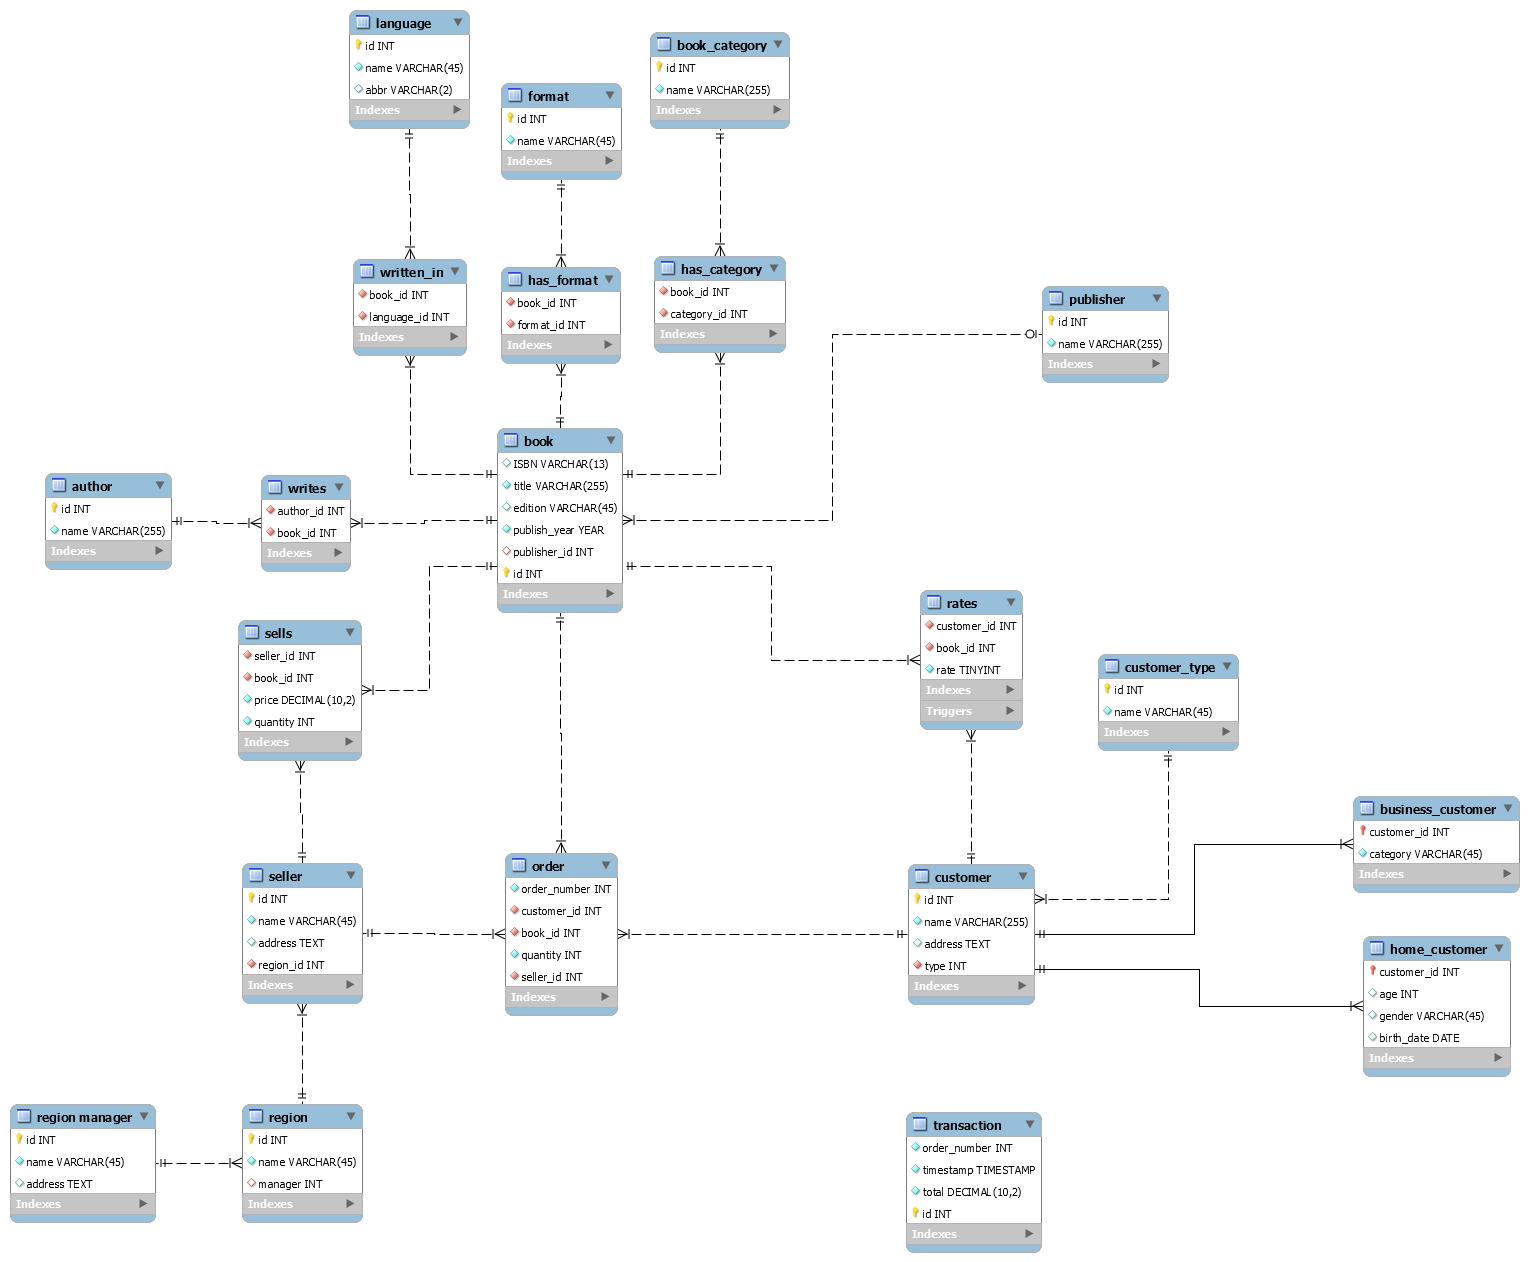 language
id INT
name VARCHAR(45)
abbr VARCHAR(2)
Indexes
book_category
id INT
name VARCHAR(255)
Indexes
format
id INT
name VARCHAR(45)
Indexes
written_in
book_id INT
language_id INT
Indexes
has_format
book_id INT
format_id INT
Indexes
has_category
book_id INT
category_id INT
Indexes
publisher
id INT
name VARCHAR(255)
Indexes
author
id INT
name VARCHAR(255)
Indexes
writes
author_id INT
book_id INT
Indexes
book
ISBN VARCHAR(13)
title VARCHAR(255)
edition VARCHAR(45)
publish_year YEAR
publisher_id INT
id INT
Indexes
sells
seller_id INT
book_id INT
price DECIMAL(10,2)
quantity INT
Indexes
rates
customer_id INT
book_id INT
rate TINYINT
Indexes
Triggers
customer_type
id INT
name VARCHAR(45)
Indexes
business_customer
customer_id INT
category VARCHAR(45)
Indexes
seller
id INT
name VARCHAR(45)
address TEXT
region_id INT
Indexes
order
order_number INT
customer_id INT
book_id INT
quantity INT
seller_id INT
Indexes
customer
id INT
name VARCHAR(255)
address TEXT
type INT
Indexes
home_customer
customer_id INT
age INT
gender VARCHAR(45)
birth_date DATE
Indexes
region manager
id INT
name VARCHAR(45)
address TEXT
Indexes
region
id INT
name VARCHAR(45)
manager INT
Indexes
transaction
order_number INT
timestamp TIMESTAMP
total DECIMAL(10,2)
id INT
Indexes